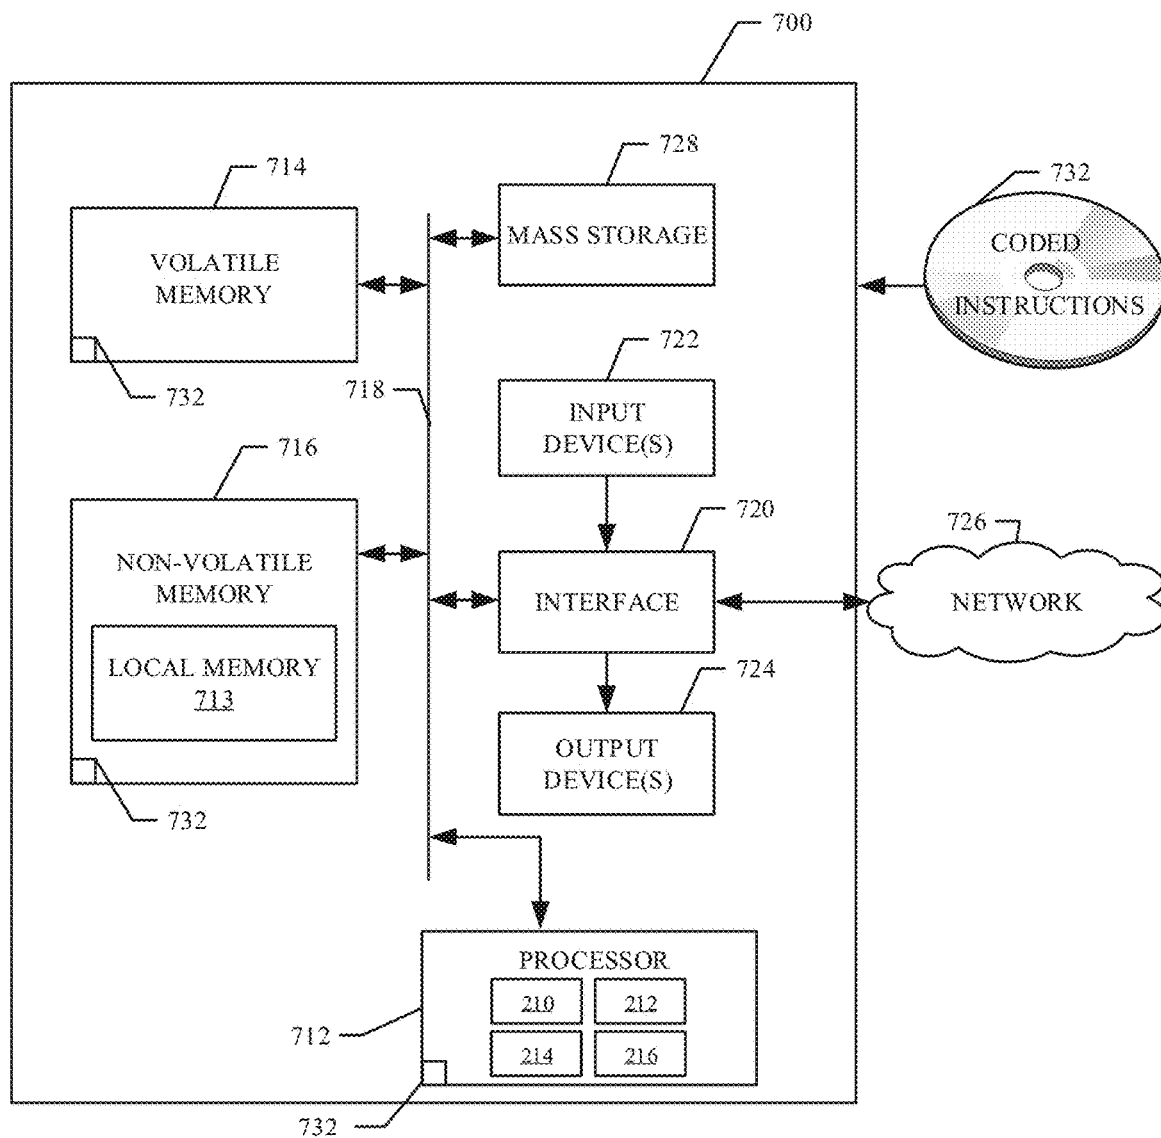 700
714
728
732
VOLATILE
MEMORY
MASS STORAGE
CODED
INSTRUCTIONS
732
718
722
INPUT
DEVICE(S)
716
720
726
NON-VOLATILE
MEMORY
INTERFACE
NETWORK
LOCAL MEMORY
713
724
OUTPUT
DEVICE(S)
732
PROCESSOR
210
212
712
214
216
732